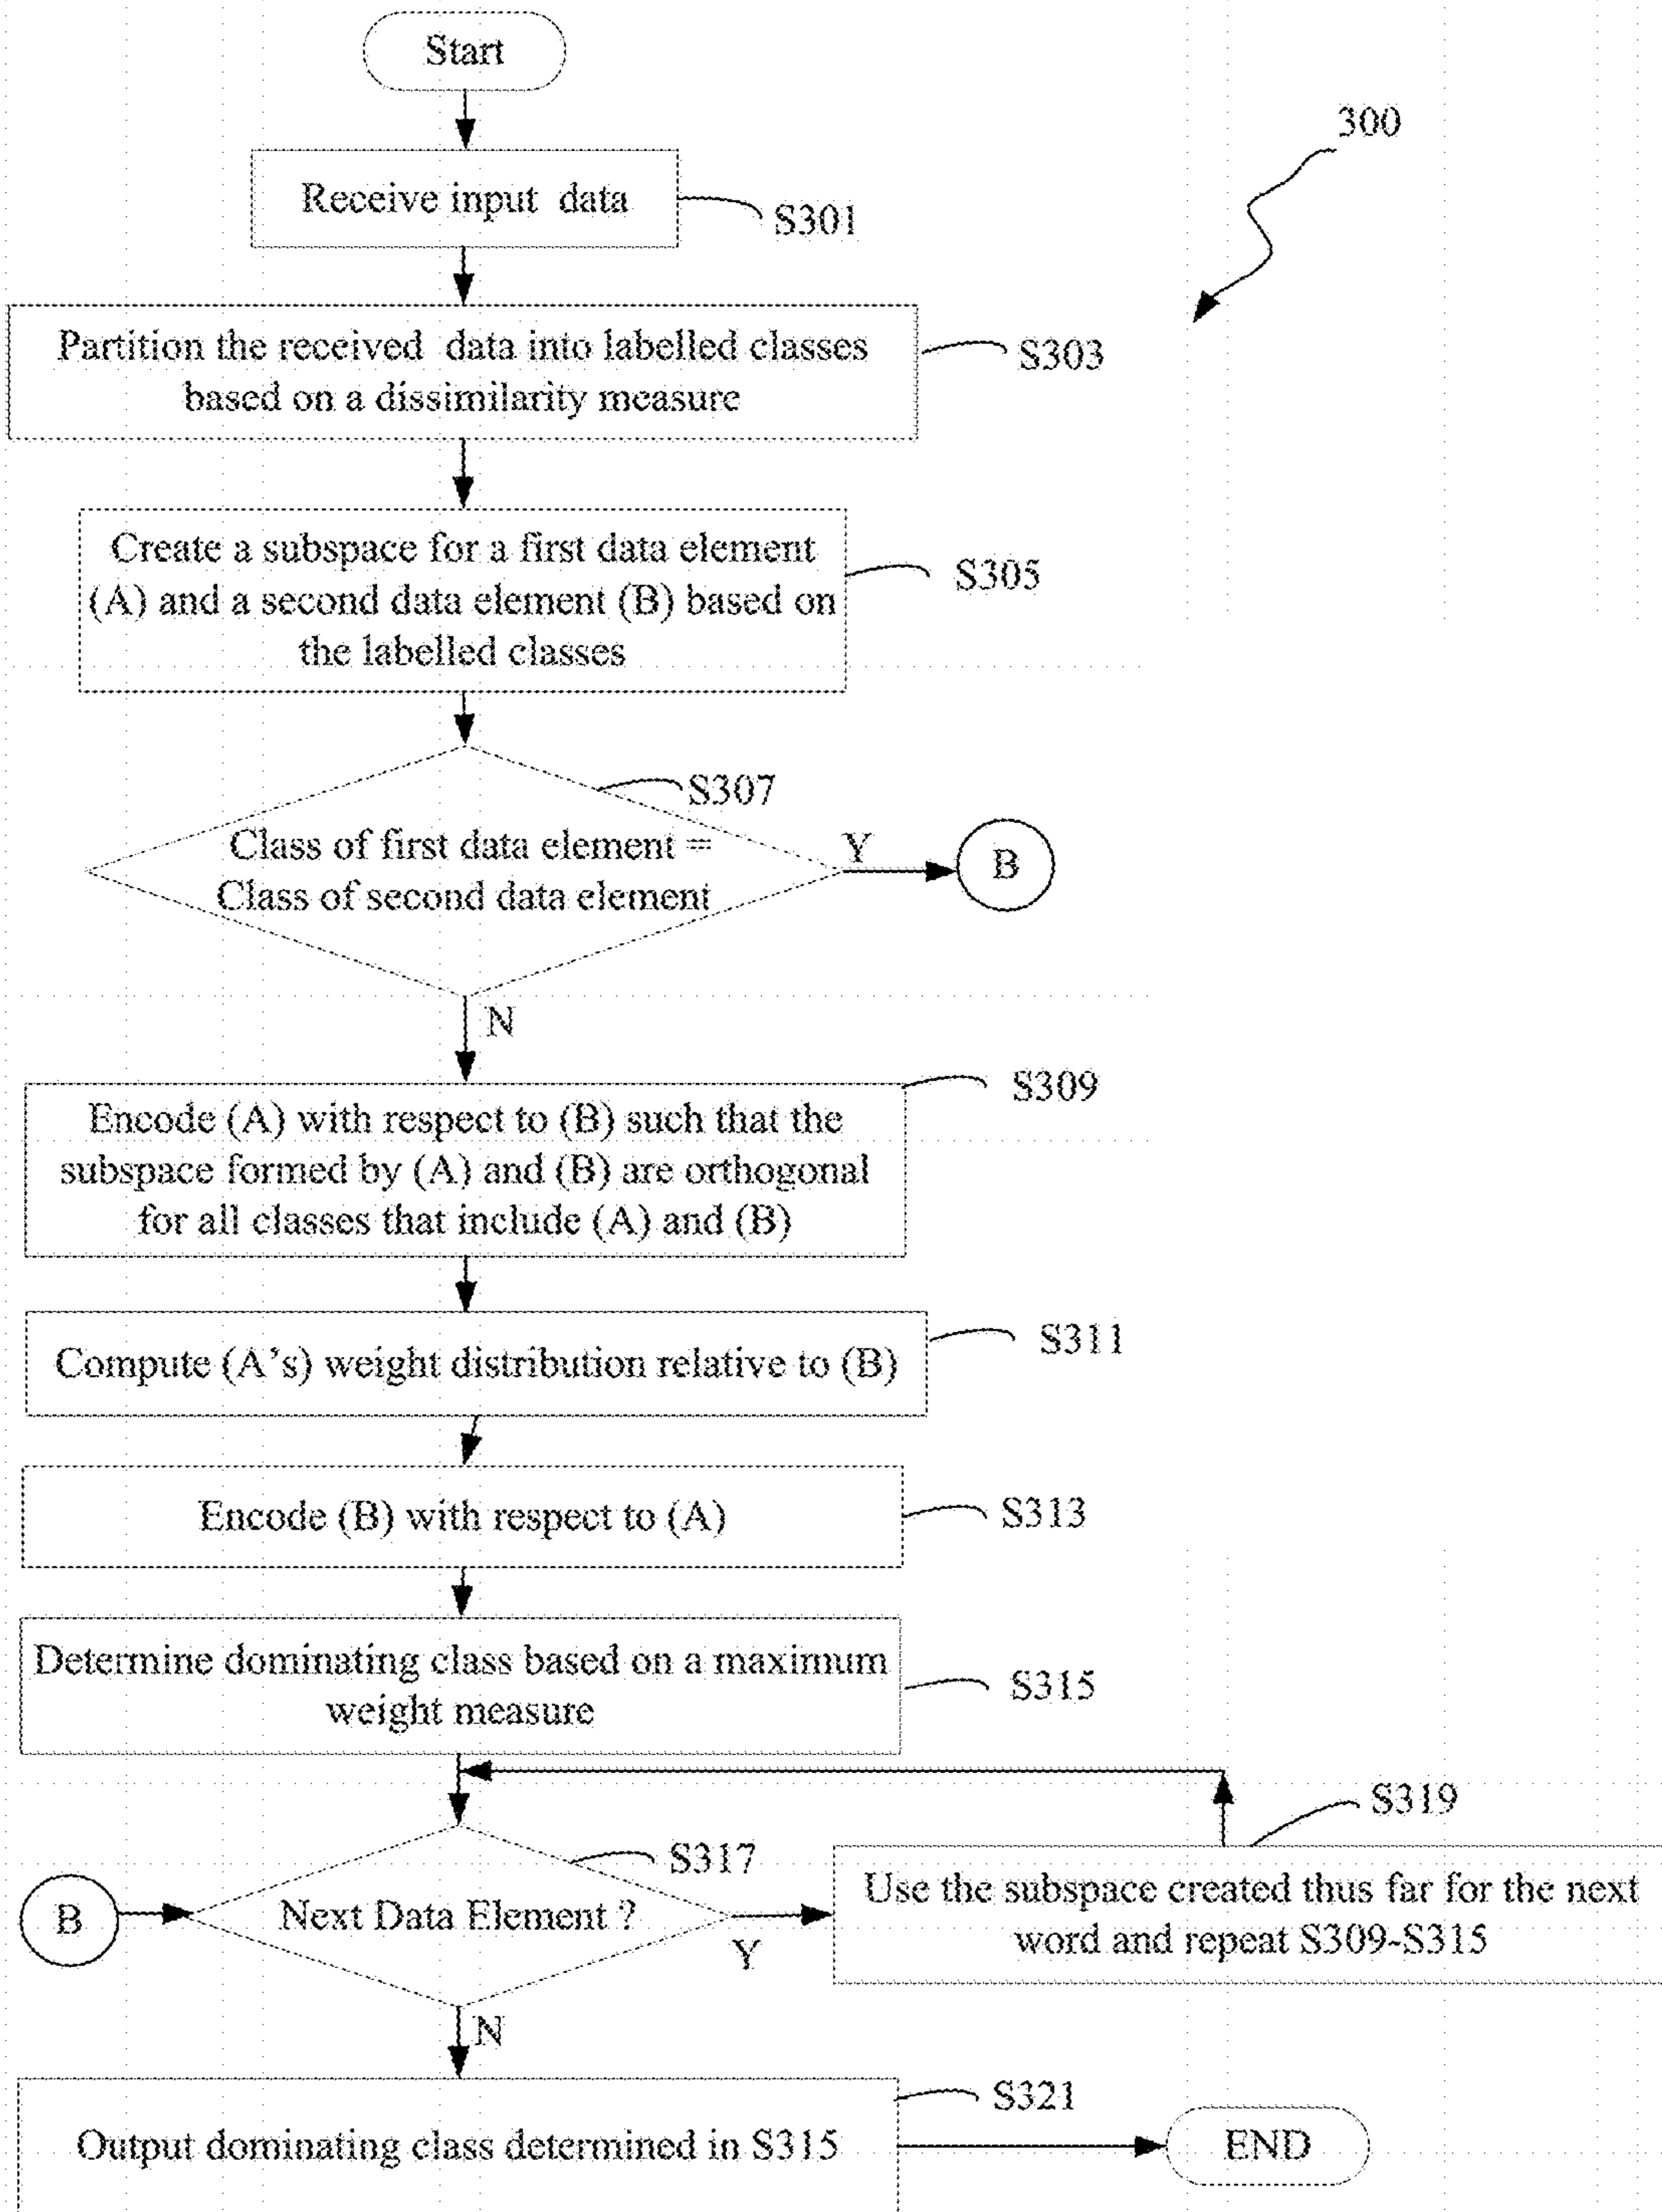 Start
300
Receive input data
S301
Partition the received data into labelled classes
based on a dissimilarity measure
S303
Create a subspace for a first data element
(A) and a second data element (B) based on
the labelled classes
S305
S307
Class of first data element =
Class of second data element
Y
B
N
S309
Encode (A) with respect to (B) such that the
subspace formed by (A) and (B) are orthogonal
for all classes that include (A) and (B)
S311
Compute (A's) weight distribution relative to (B)
Encode (B) with respect to (A)
S313
Determine dominating class based on a maximum
weight measure
S315
S319
S317
B
Next Data Element ?
Y
Use the subspace created thus far for the next
word and repeat S309-S315
N
S321
Output dominating class determined in S315
END